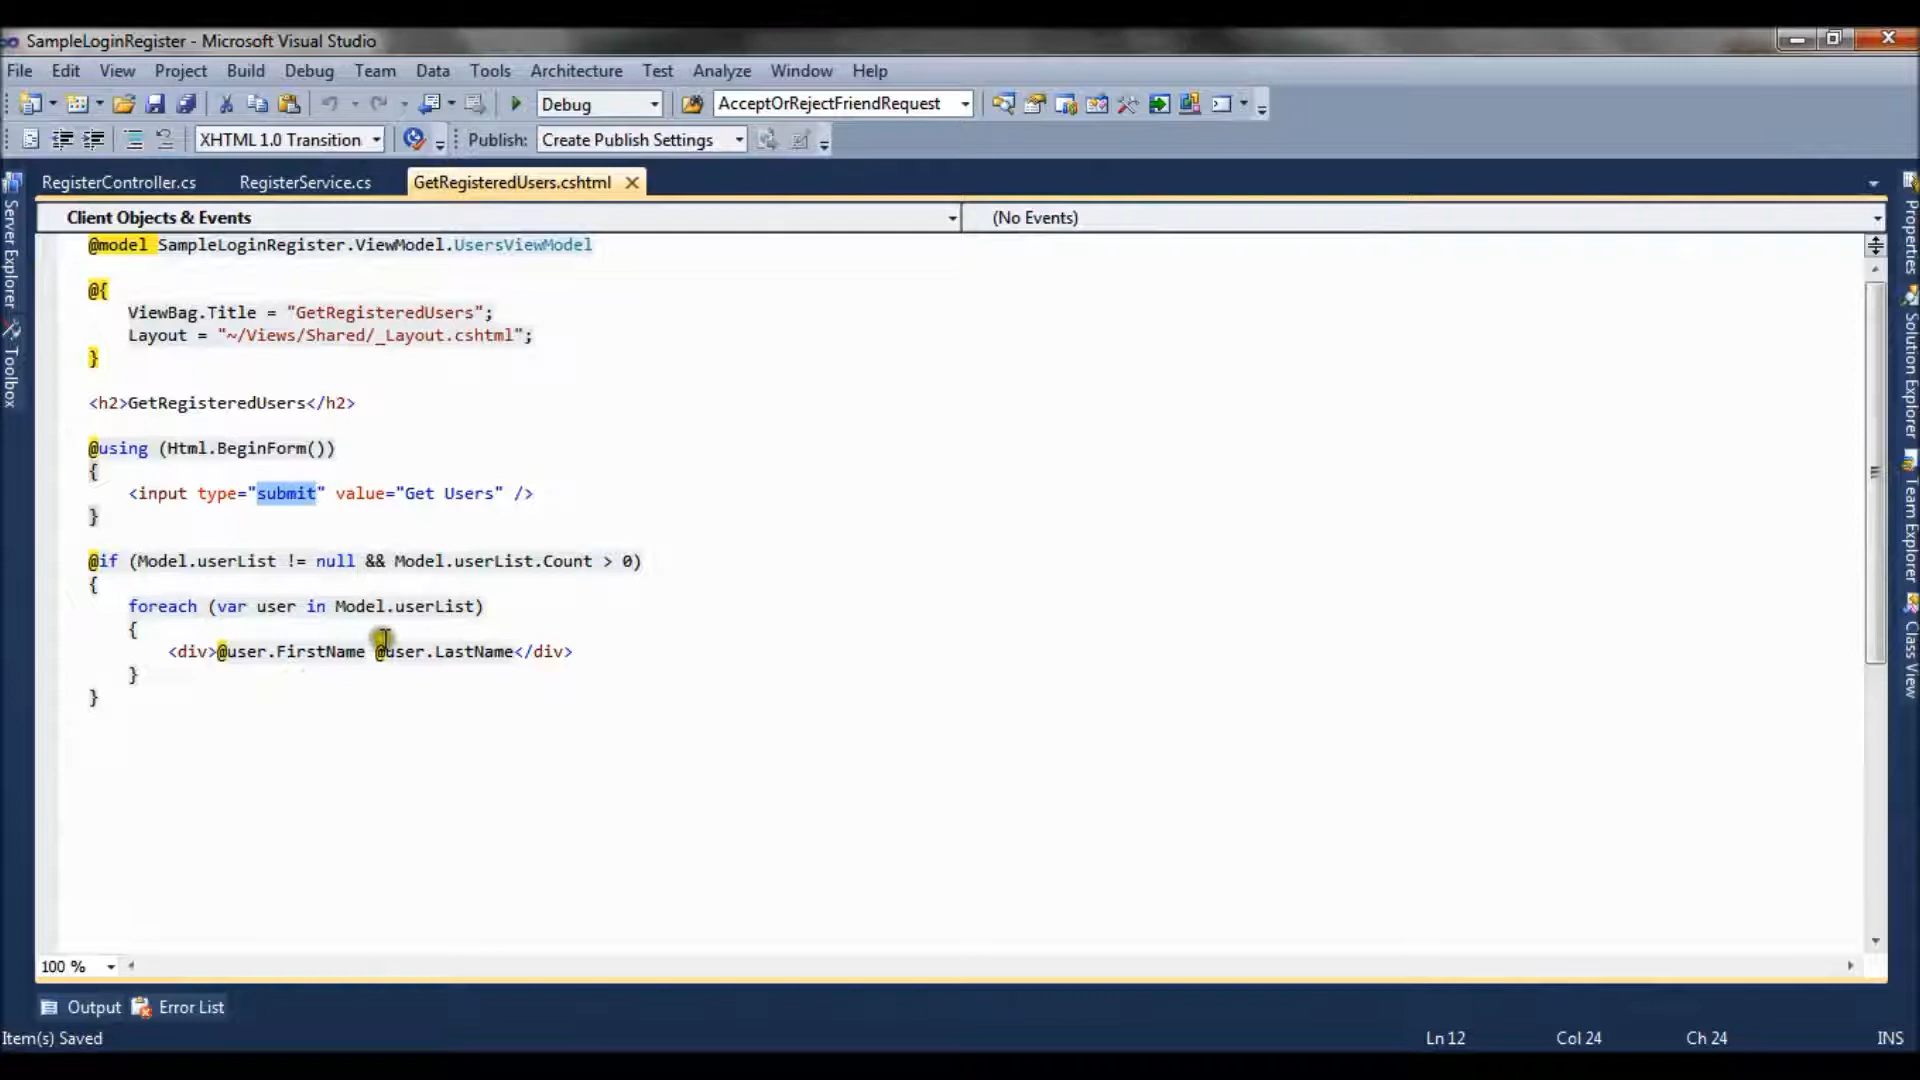 SampleLoginRegister - Microsoft Visual Studio
File Edit View Project Build Debug Team Data Tools Architecture Test Analyze Window Help
Debug AcceptOrRejectFriendRequest
XHTML 1.0 Transition Publish: Create Publish Settings
RegisterController.cs RegisterService.cs GetRegisteredUsers.cshtml
Client Objects & Events (No Events)
@model SampleLoginRegister.ViewModel.UsersViewModel
@{
ViewBag.Title = "GetRegisteredUsers";
Layout = "~/Views/Shared/_Layout.cshtml";
}
<h2>GetRegisteredUsers</h2>
@using (Html.BeginForm())
{
<input type="submit" value="Get Users" />
}
@if (Model.userList != null && Model.userList.Count > 0)
{
foreach (var user in Model.userList)
{
<div>@user.FirstName @user.LastName</div>
}
}
100 %
Output Error List
Item(s) Saved Ln 12 Col 24 Ch 24 INS
Server Explorer
Toolbox
Properties
Solution Explorer
Team Explorer
Class View